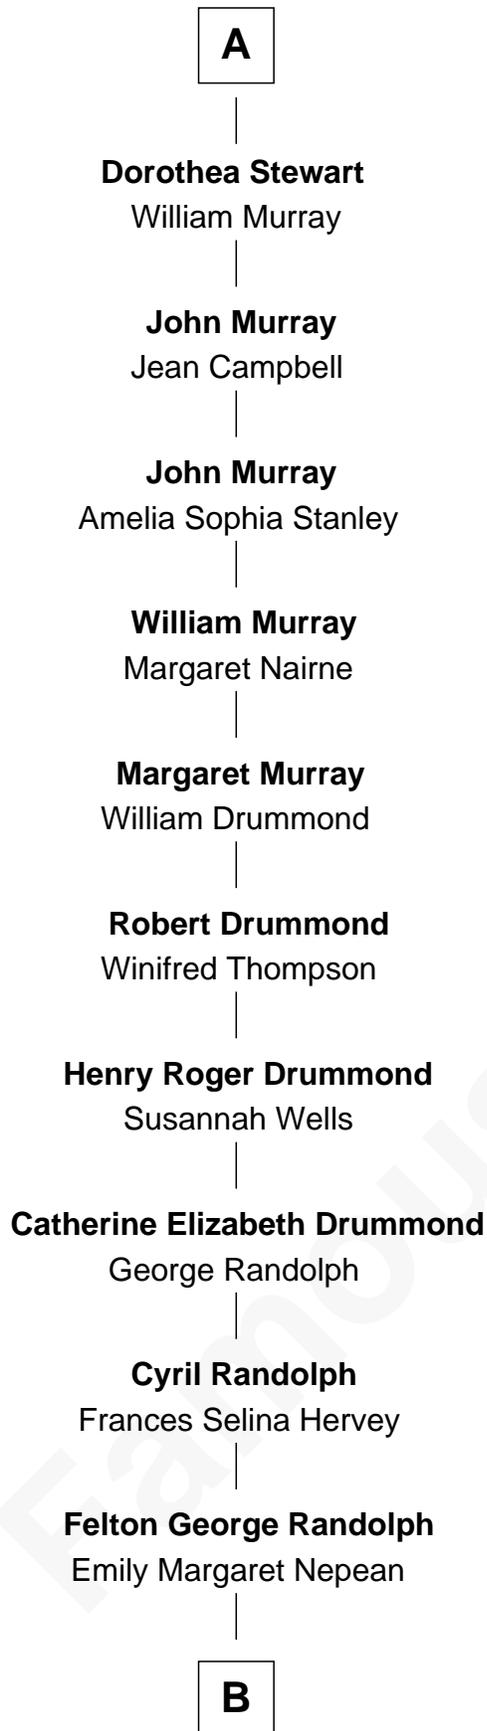 A
Dorothea Stewart
William Murray
John Murray
Jean Campbell
John Murray
Amelia Sophia Stanley
William Murray
Margaret Nairne
Margaret Murray
William Drummond
Robert Drummond
Winifred Thompson
Henry Roger Drummond
Susannah Wells
Catherine Elizabeth Drummond
George Randolph
Cyril Randolph
Frances Selina Hervey
Felton George Randolph
Emily Margaret Nepean
B
Famous